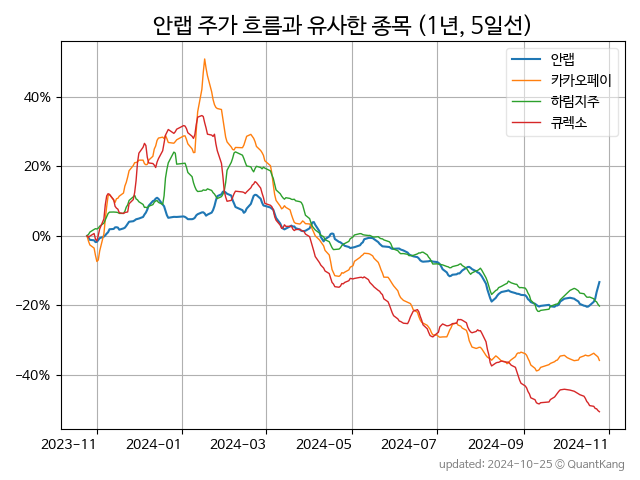 안랩 주가 흐름과 유사한 종목 (1년, 5일선)
안랩
카카오페이
하림지주
큐렉소
40%
20%
0%
−20%
−40%
2023-11
2024-01
2024-03
2024-05
2024-07
2024-09
2024-11
updated: 2024-10-25 © QuantKang